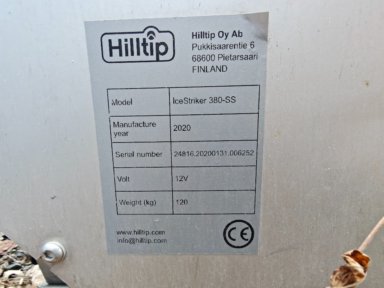 Hilltip
Hilltip Oy Ab
Pukkisaarentie 6
68600 Pietarsaari
FINLAND
Model IceStriker 380-SS
Manufacture year 2020
Serial number 24816.20200131.006252
Volt 12V
Weight (kg) 120
www.hilltip.com
info@hilltip.com
CE